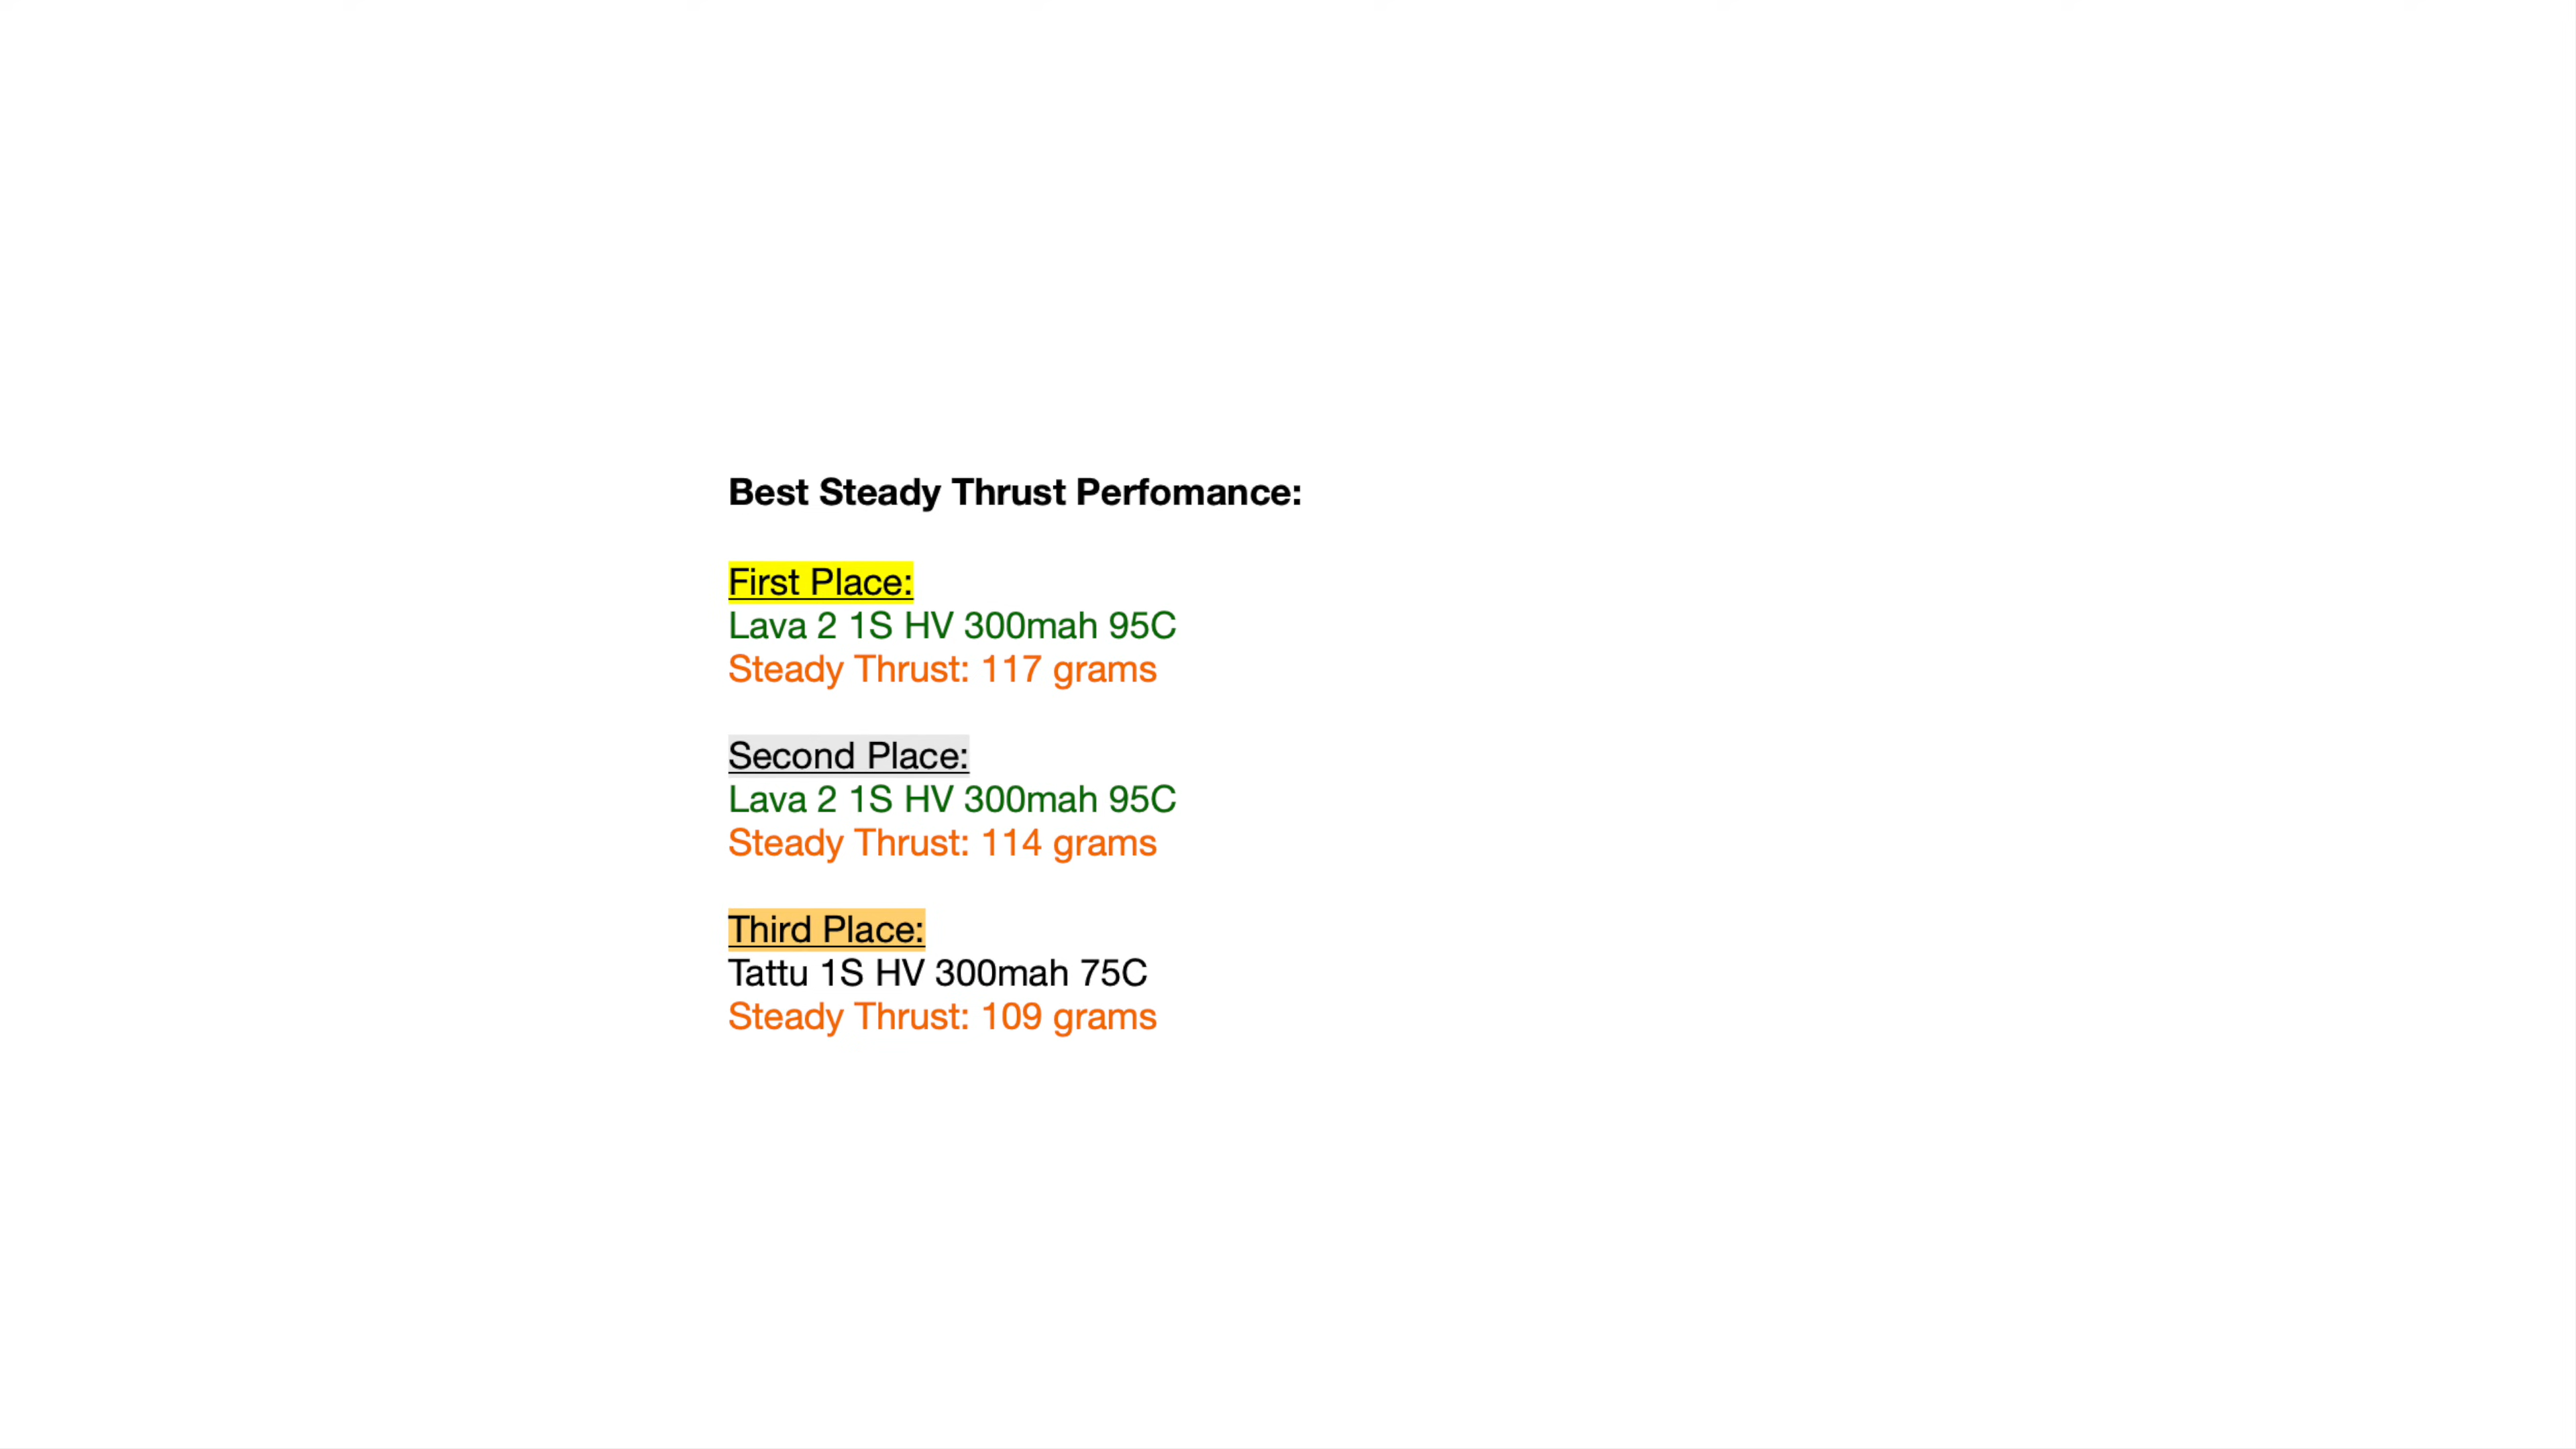 Best Steady Thrust Perfomance:
First Place:
Lava 2 1S HV 300mah 95C
Steady Thrust: 117 grams
Second Place:
Lava 2 1S HV 300mah 95C
Steady Thrust: 114 grams
Third Place:
Tattu 1S HV 300mah 75C
Steady Thrust: 109 grams